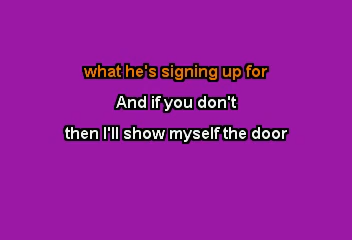 what he's signing up for
And if you don't
then I'll show myself the door